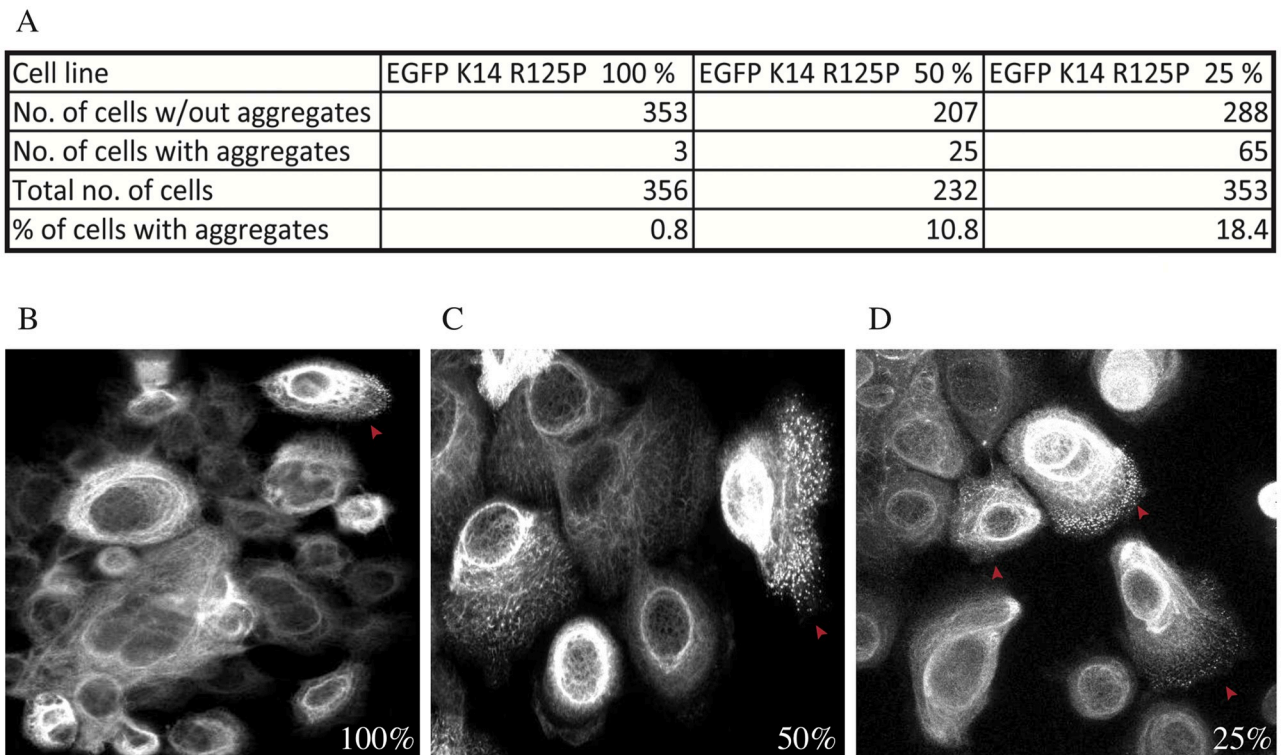 A
Cell line EGFP K14 R125P 100 % EGFP K14 R125P 50 % EGFP K14 R125P 25 %
No. of cells w/out aggregates 353 207 288
No. of cells with aggregates 3 25 65
Total no. of cells 356 232 353
% of cells with aggregates 0.8 10.8 18.4
B C D
100% 50% 25%